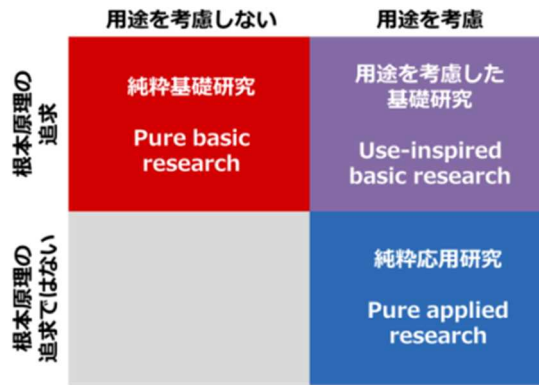 用途を考慮しない
用途を考慮
根本原理の
追求
純粋基礎研究
Pure basic
research
用途を考慮した
基礎研究
Use-inspired
basic research
根本原理の
追求ではない
純粋応用研究
Pure applied
research